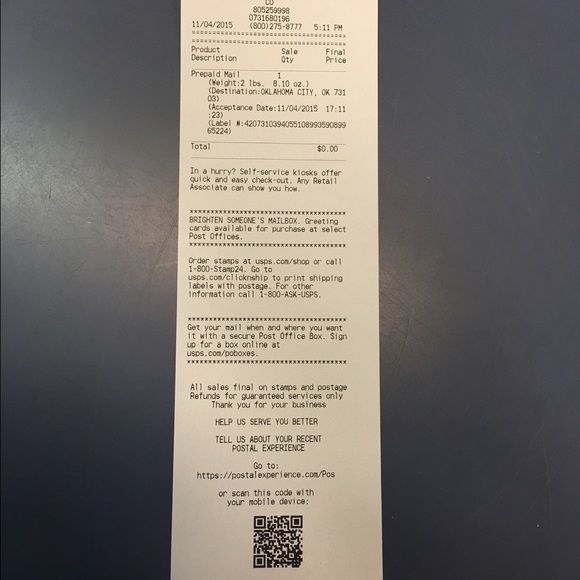 CO
805259998
0731680196
11/04/2015 (800)275-8777 5:11 PM
Product Sale Final
Description Qty Price
Prepaid Mail 1
(Weight:2 lbs. 8.10 oz.)
(Destination:OKLAHOMA CITY, OK 731
03)
(Acceptance Date:11/04/2015 17:11
:23)
(Label #:4207310394055108993590899
65224)
Total $0.00
In a hurry? Self-service kiosks offer
quick and easy check-out. Any Retail
Associate can show you how.
****************************************
BRIGHTEN SOMEONE'S MAILBOX. Greeting
cards available for purchase at select
Post Offices.
****************************************
Order stamps at usps.com/shop or call
1-800-Stamp24. Go to
usps.com/clicknship to print shipping
labels with postage. For other
information call 1-800-ASK-USPS.
****************************************
Get your mail when and where you want
it with a secure Post Office Box. Sign
up for a box online at
usps.com/poboxes.
****************************************
All sales final on stamps and postage
Refunds for guaranteed services only
Thank you for your business
HELP US SERVE YOU BETTER
TELL US ABOUT YOUR RECENT
POSTAL EXPERIENCE
Go to:
https://postalexperience.com/Pos
or scan this code with
your mobile device: